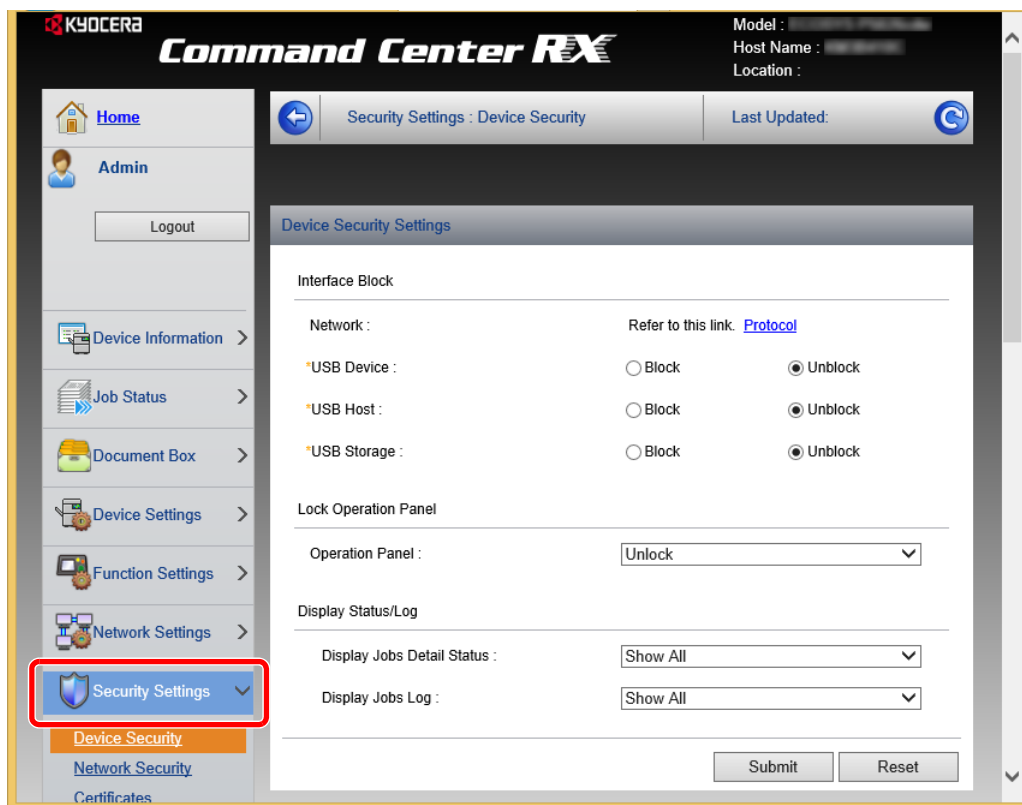 KYOCERA
Command Center RX
Model :
Host Name :
Location :
Home
Admin
Logout
Device Information
Job Status
Document Box
Device Settings
Function Settings
Network Settings
Security Settings
Device Security
Network Security
Certificates
Security Settings : Device Security
Last Updated:
Device Security Settings
Interface Block
Network : Refer to this link. Protocol
*USB Device : Block Unblock
*USB Host : Block Unblock
*USB Storage : Block Unblock
Lock Operation Panel
Operation Panel : Unlock
Display Status/Log
Display Jobs Detail Status : Show All
Display Jobs Log : Show All
Submit Reset